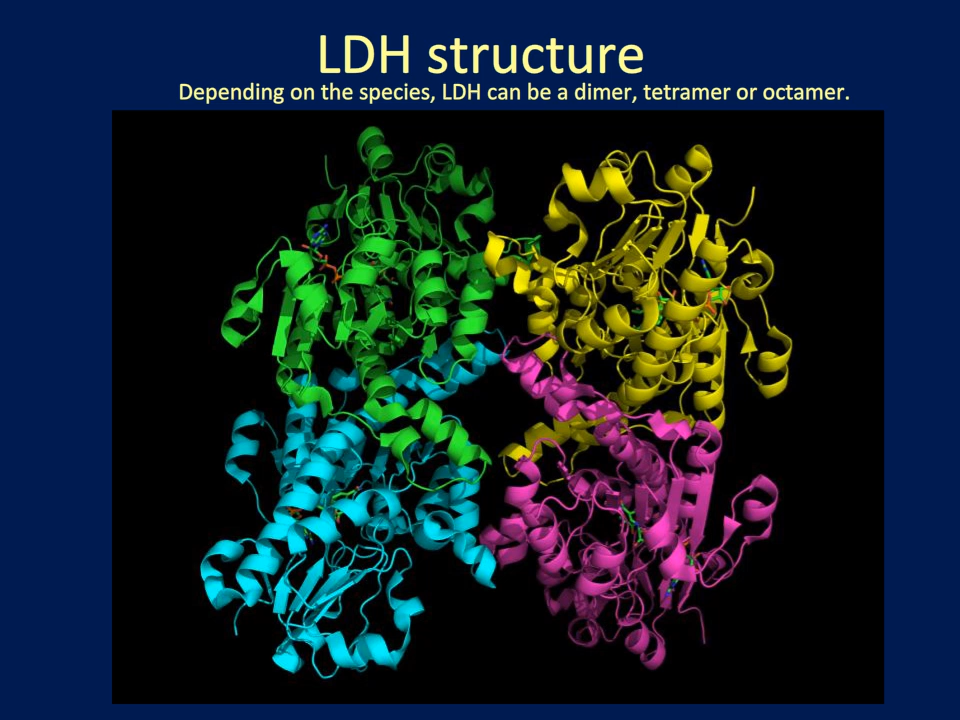 LDH structure
Depending on the species, LDH can be a dimer, tetramer or octamer.